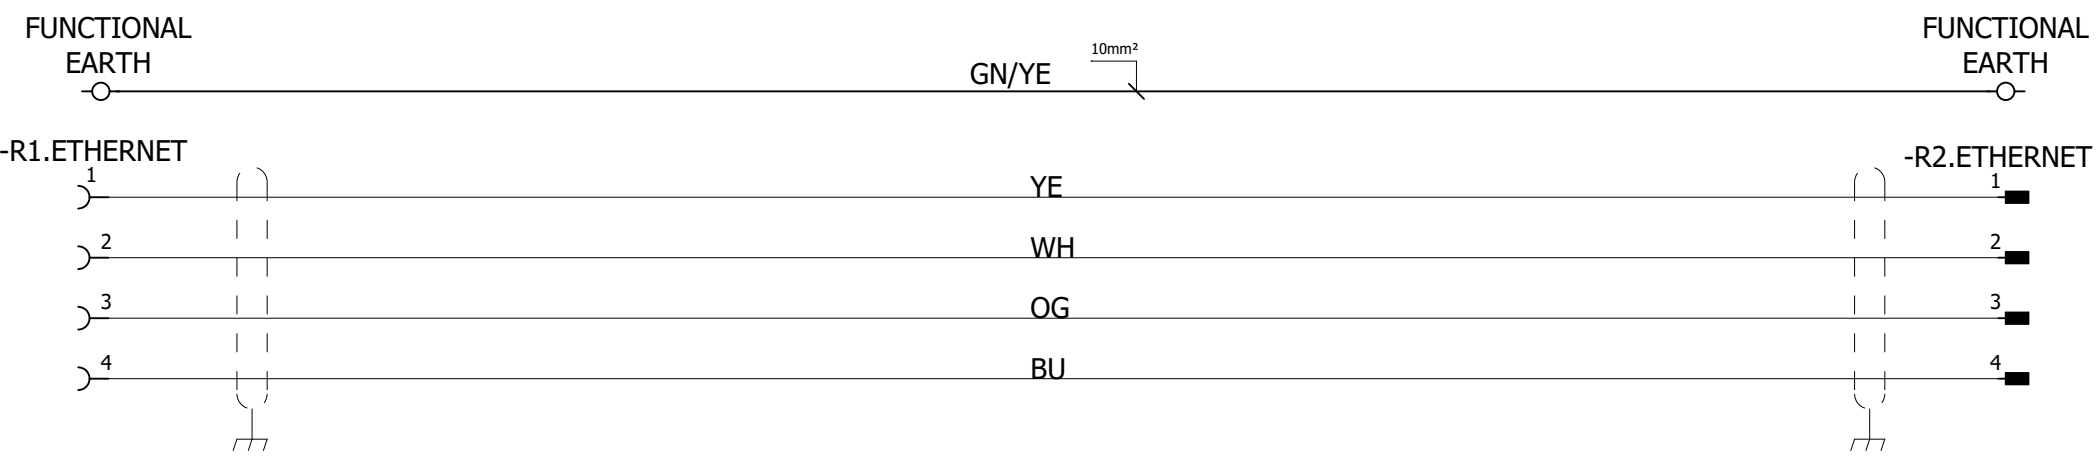 FUNCTIONAL
EARTH
FUNCTIONAL
EARTH
10mm²
GN/YE
-R1.ETHERNET
-R2.ETHERNET
1 YE 1
2 WH 2
3 OG 3
4 BU 4